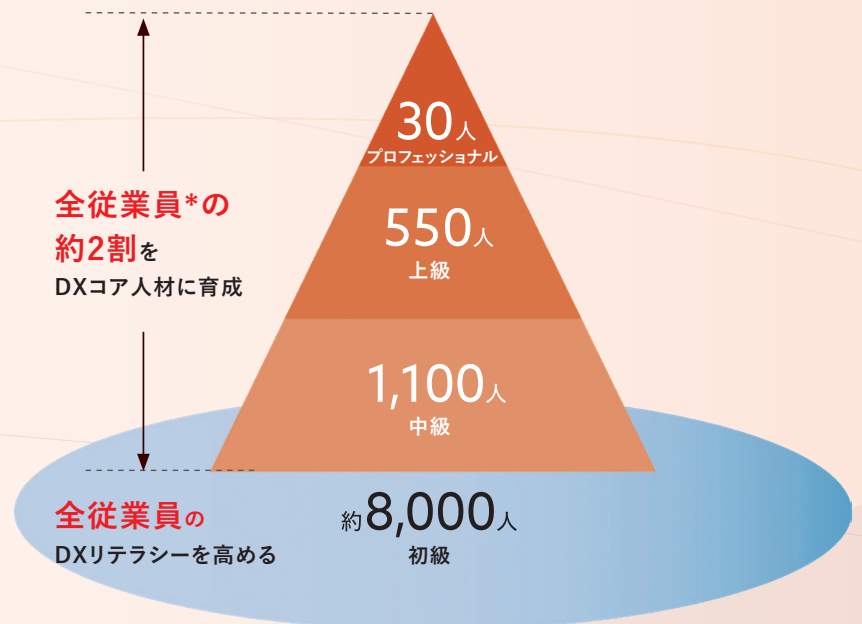 30人
プロフェッショナル
全従業員*の
約2割を
DXコア人材に育成
550人
上級
1,100人
中級
全従業員の
DXリテラシーを高める
約8,000人
初級